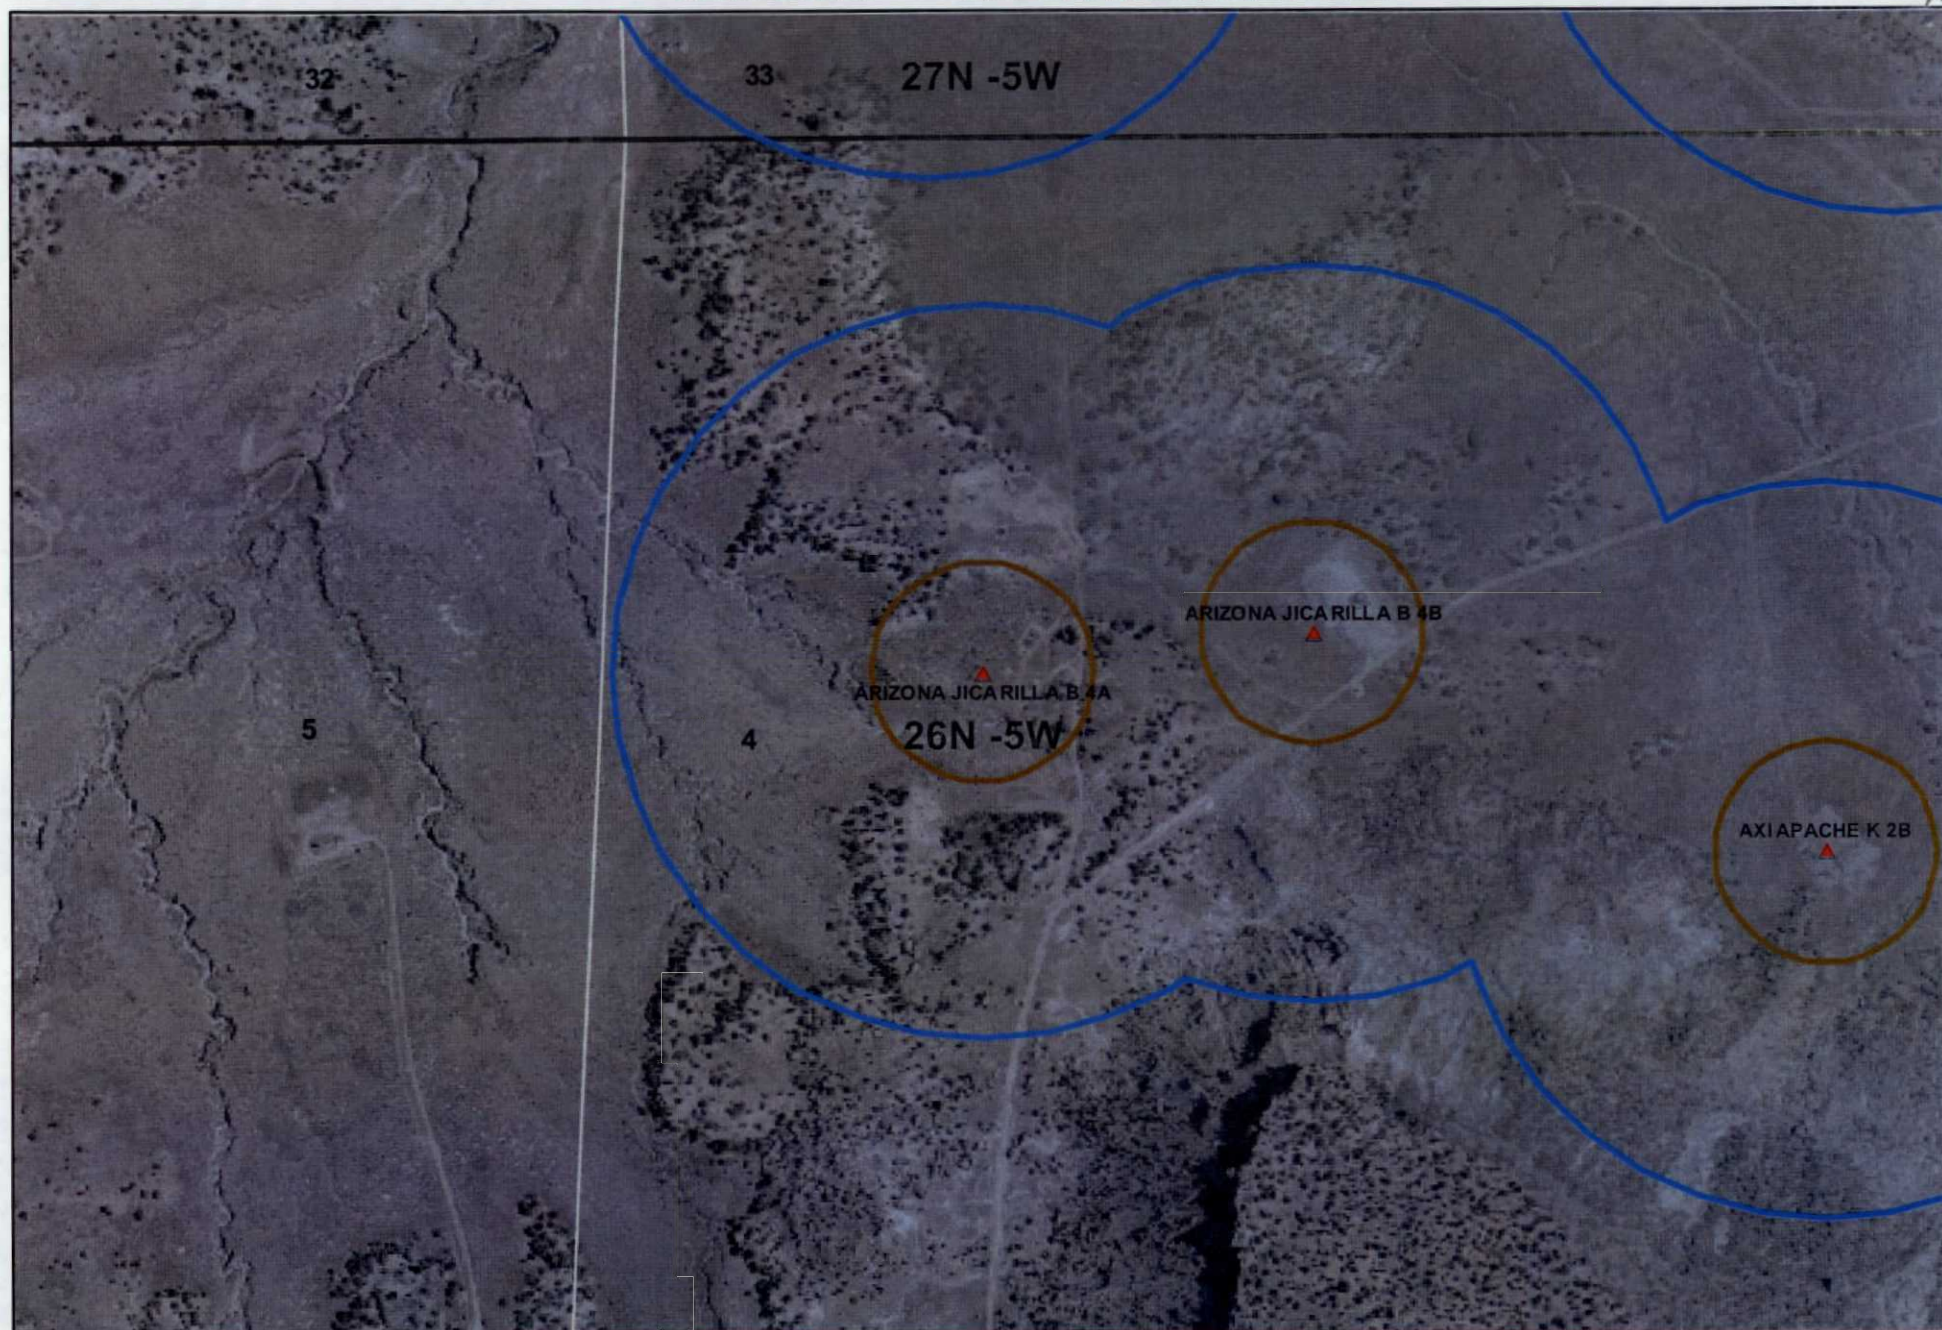 32
33
27N -5W
ARIZONA JICARILLA B 4B
ARIZONA JICARILLA B 4A
26N -5W
5
4
AXI APACHE K 2B